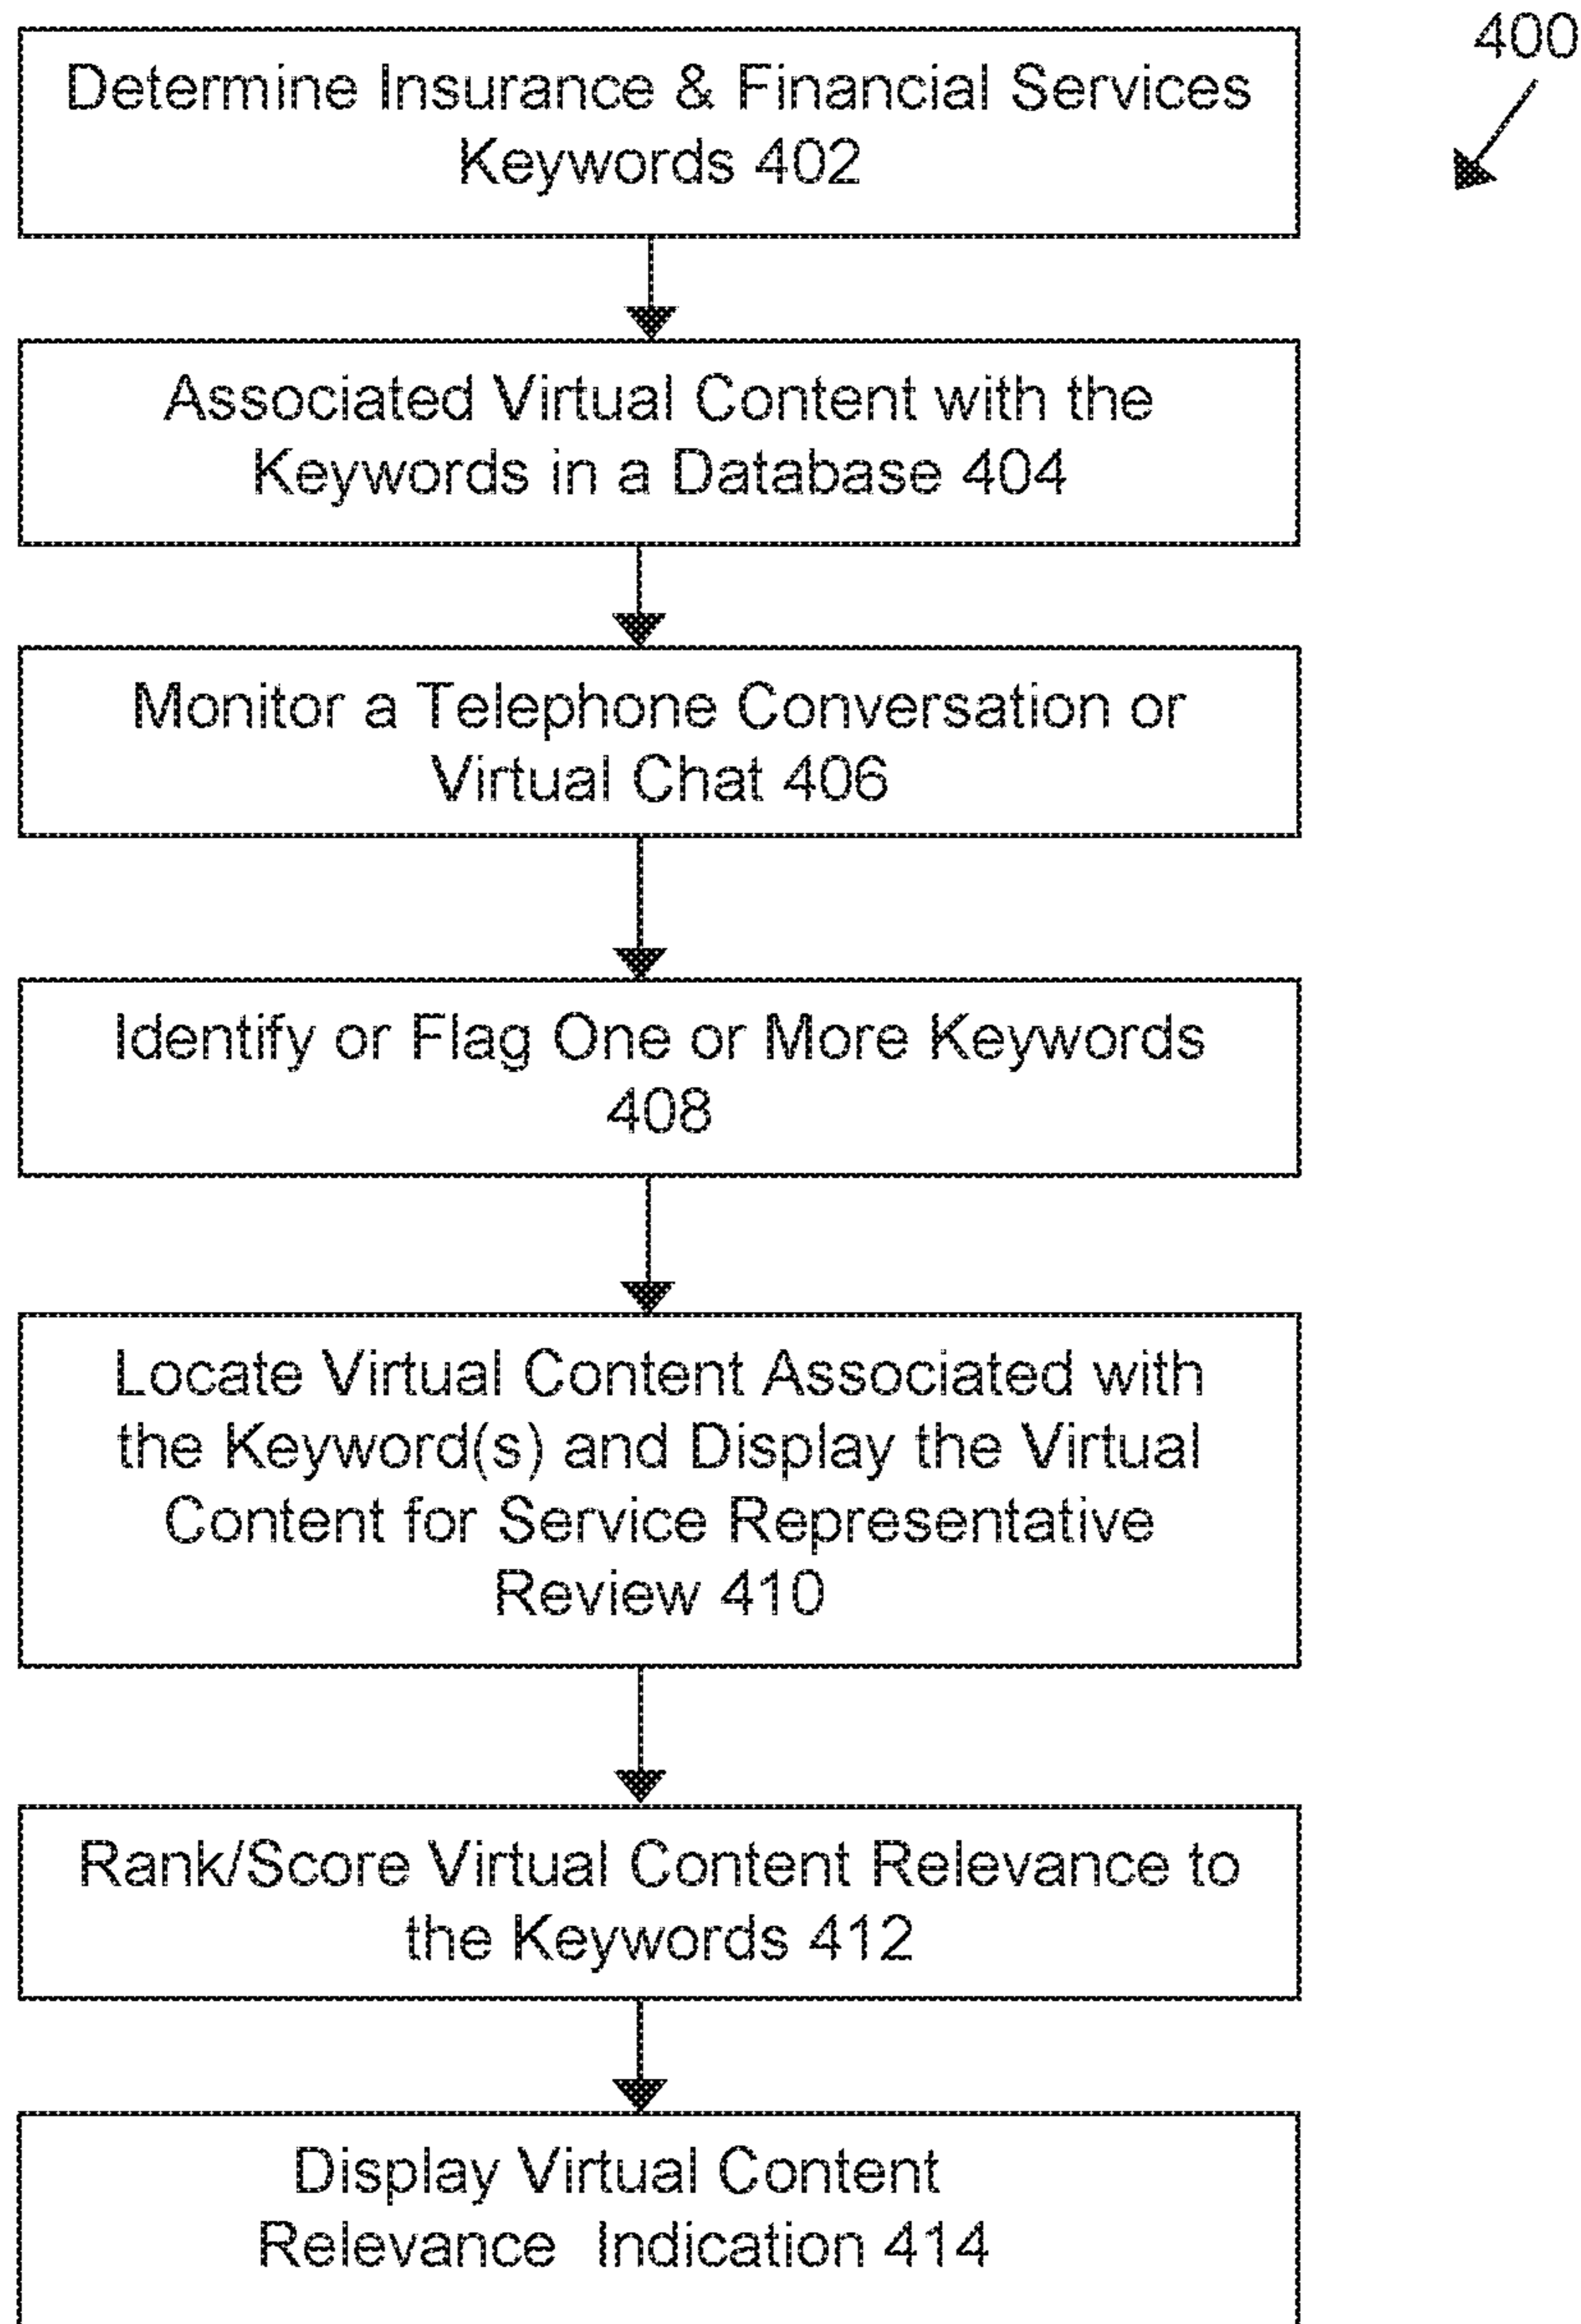 400
Determine Insurance & Financial Services
Keywords 402
Associated Virtual Content with the
Keywords in a Database 404
Monitor a Telephone Conversation or
Virtual Chat 406
Identify or Flag One or More Keywords
408
Locate Virtual Content Associated with
the Keyword(s) and Display the Virtual
Content for Service Representative
Review 410
Rank/Score Virtual Content Relevance to
the Keywords 412
Display Virtual Content
Relevance Indication 414